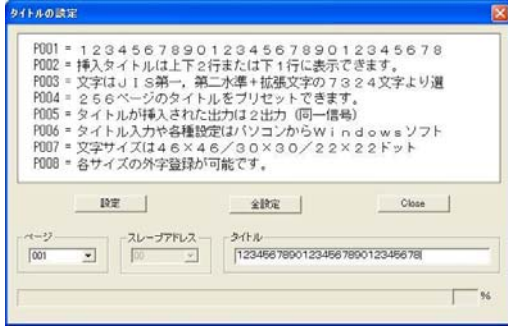 タイトルの設定
P001 = 1234567890123456789012345678
P002 = 挿入タイトルは上下2行または下1行に表示できます。
P003 = 文字はJIS第一,第二水準+拡張文字の7324文字より選
P004 = 256ページのタイトルをプリセットできます。
P005 = タイトルが挿入された出力は2出力(同一信号)
P006 = タイトル入力や各種設定はパソコンからWindowsソフト
P007 = 文字サイズは46×46/30×30/22×22ドット
P008 = 各サイズの外字登録が可能です。
設定 全設定 Close
ページ スレーブアドレス タイトル
001 00 1234567890123456789012345678
%